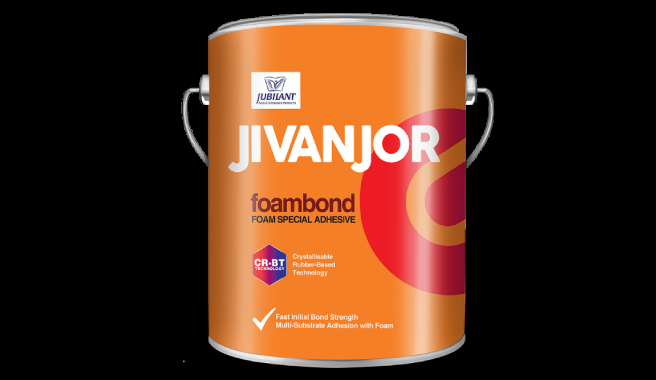 JUBILANT
JIVANJOR
foambond
FOAM SPECIAL ADHESIVE
CR-BT
TECHNOLOGY
Crystallisable
Rubber-Based
Technology
Fast Initial Bond Strength
Multi-Substrate Adhesion with Foam